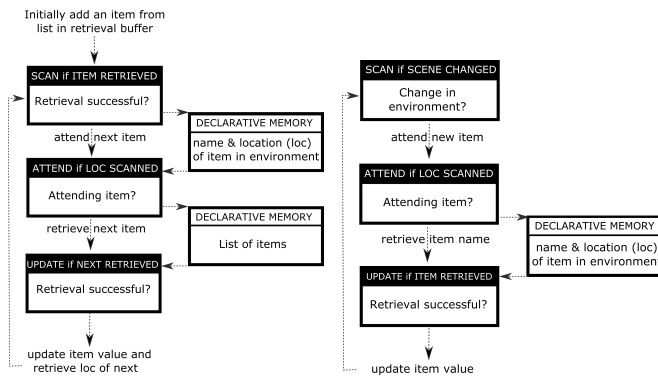 Initially add an item from
list in retrieval buffer
SCAN if ITEM RETRIEVED
Retrieval successful?
attend next item
DECLARATIVE MEMORY
name & location (loc)
of item in environment
ATTEND if LOC SCANNED
Attending item?
retrieve next item
DECLARATIVE MEMORY
List of items
UPDATE if NEXT RETRIEVED
Retrieval successful?
update item value and
retrieve loc of next
SCAN if SCENE CHANGED
Change in
environment?
attend new item
ATTEND if LOC SCANNED
Attending item?
retrieve item name
DECLARATIVE MEMORY
name & location (loc)
of item in environment
UPDATE if ITEM RETRIEVED
Retrieval successful?
update item value